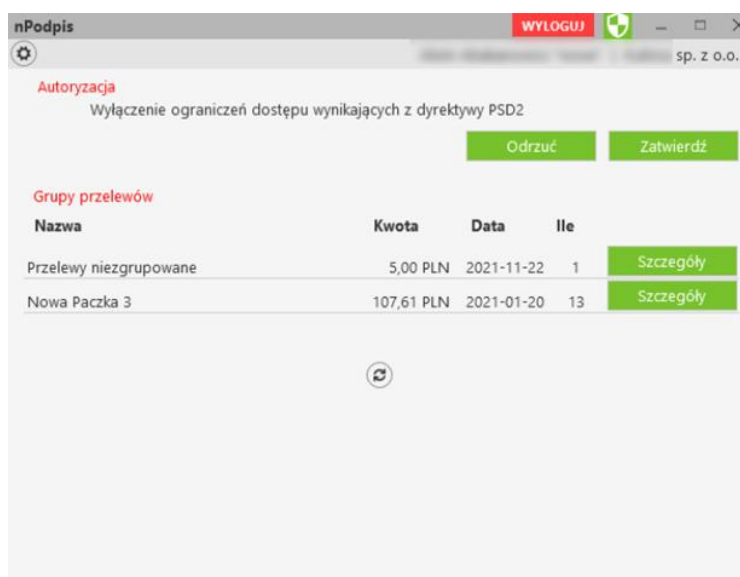 nPodpis WYLOGUJ
sp. z o.o.
Autoryzacja
Wyłączenie ograniczeń dostępu wynikających z dyrektywy PSD2
Odrzuć Zatwierdź
Grupy przelewów
Nazwa Kwota Data Ile
Przelewy niezgrupowane 5,00 PLN 2021-11-22 1 Szczegóły
Nowa Paczka 3 107,61 PLN 2021-01-20 13 Szczegóły